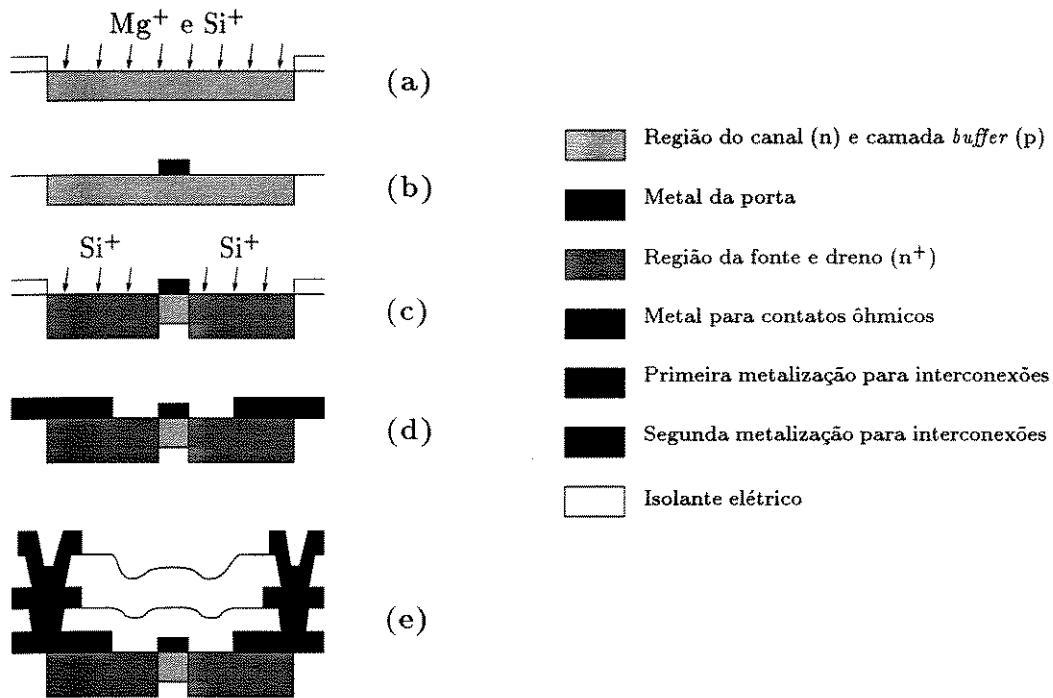 Mg+ e Si+
(a)
(b)
Si+ Si+
(c)
(d)
(e)
Região do canal (n) e camada buffer (p)
Metal da porta
Região da fonte e dreno (n+)
Metal para contatos ôhmicos
Primeira metalização para interconexões
Segunda metalização para interconexões
Isolante elétrico